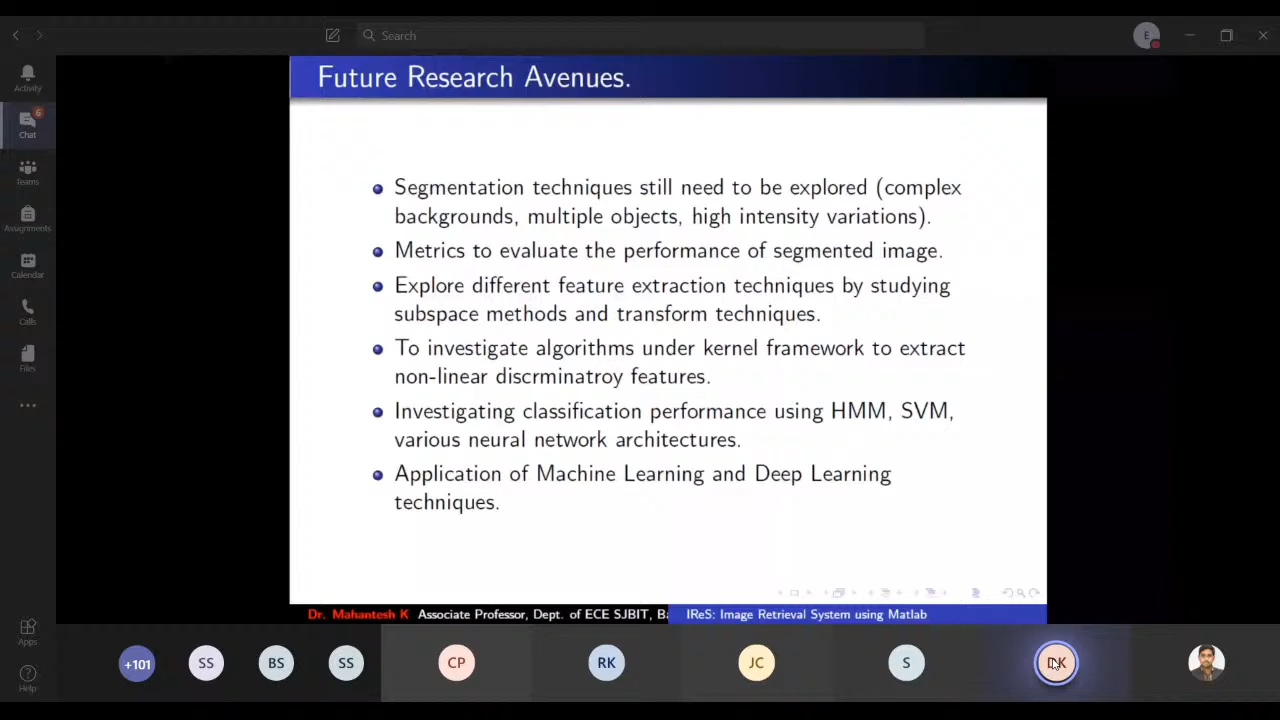 Search
E
Activity
6
Chat
Teams
Assignments
Calendar
Calls
Files
Apps
Help
Future Research Avenues.
Segmentation techniques still need to be explored (complex
backgrounds, multiple objects, high intensity variations).
Metrics to evaluate the performance of segmented image.
Explore different feature extraction techniques by studying
subspace methods and transform techniques.
To investigate algorithms under kernel framework to extract
non-linear discrminatroy features.
Investigating classification performance using HMM, SVM,
various neural network architectures.
Application of Machine Learning and Deep Learning
techniques.
Dr. Mahantesh K Associate Professor, Dept. of ECE SJBIT, Ba IReS: Image Retrieval System using Matlab
+101 SS BS SS CP RK JC S